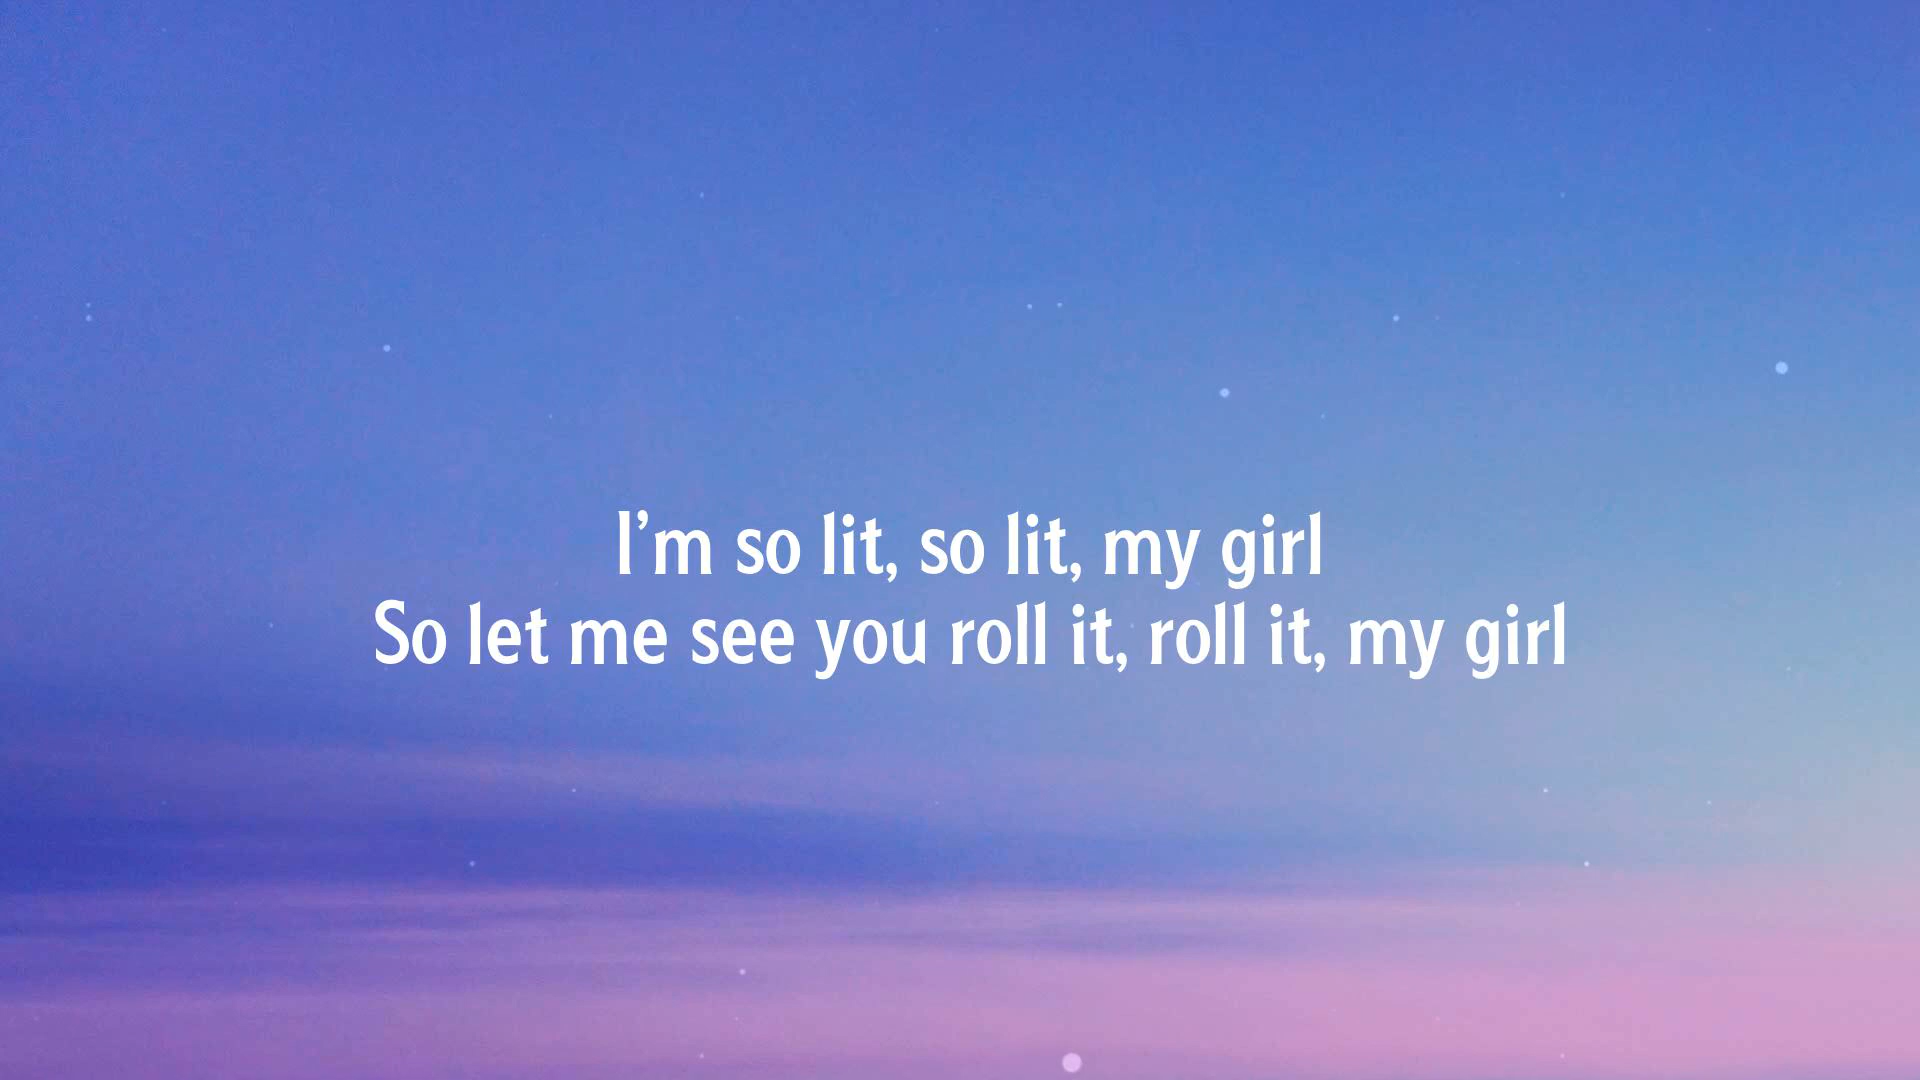 I'm so lit, so lit, my girl
So let me see you roll it, roll it, my girl